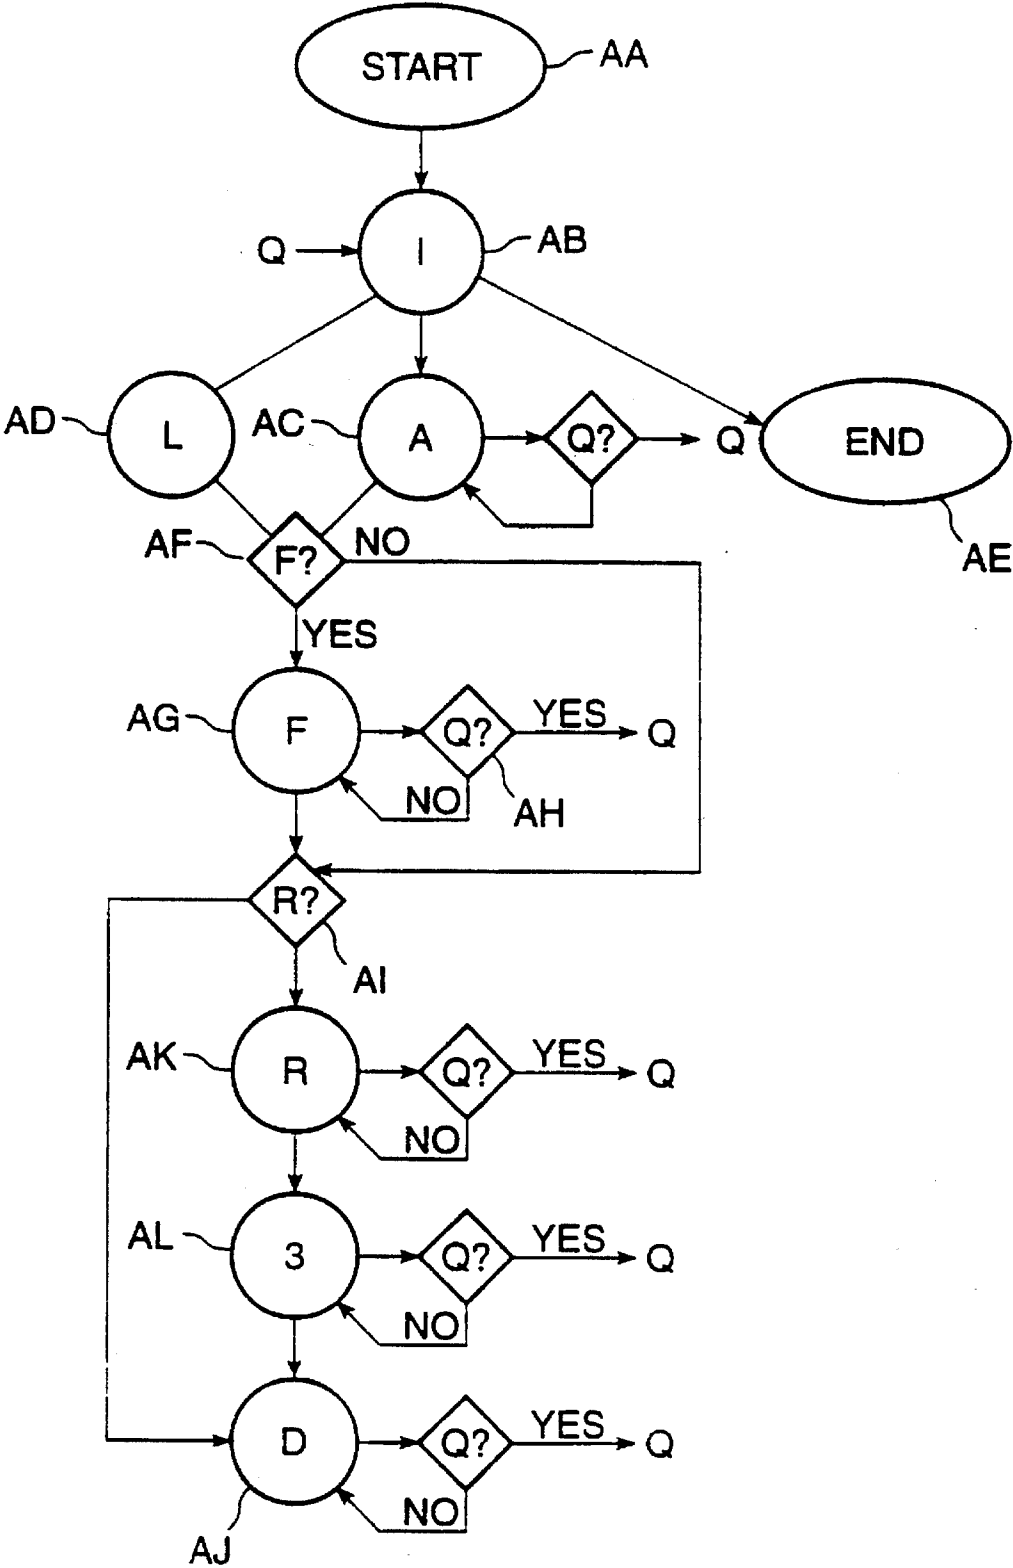 START
AA
Q
I
AB
AD
L
AC
A
Q?
Q
END
AE
AF
F?
NO
YES
AG
F
Q?
YES
Q
NO
AH
R?
AI
AK
R
Q?
YES
Q
NO
AL
3
Q?
YES
Q
NO
D
Q?
YES
Q
NO
AJ